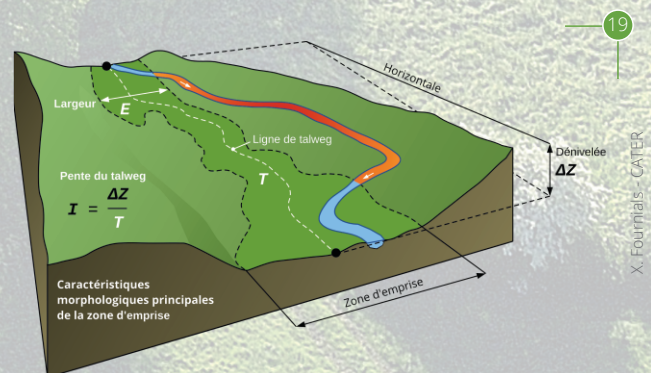 19
Horizontale
Largeur
E
Ligne de talweg
Dénivelée
ΔZ
Pente du talweg
I = ΔZ
T
T
Caractéristiques
morphologiques principales
de la zone d'emprise
Zone d'emprise
X. Fournials - CATER